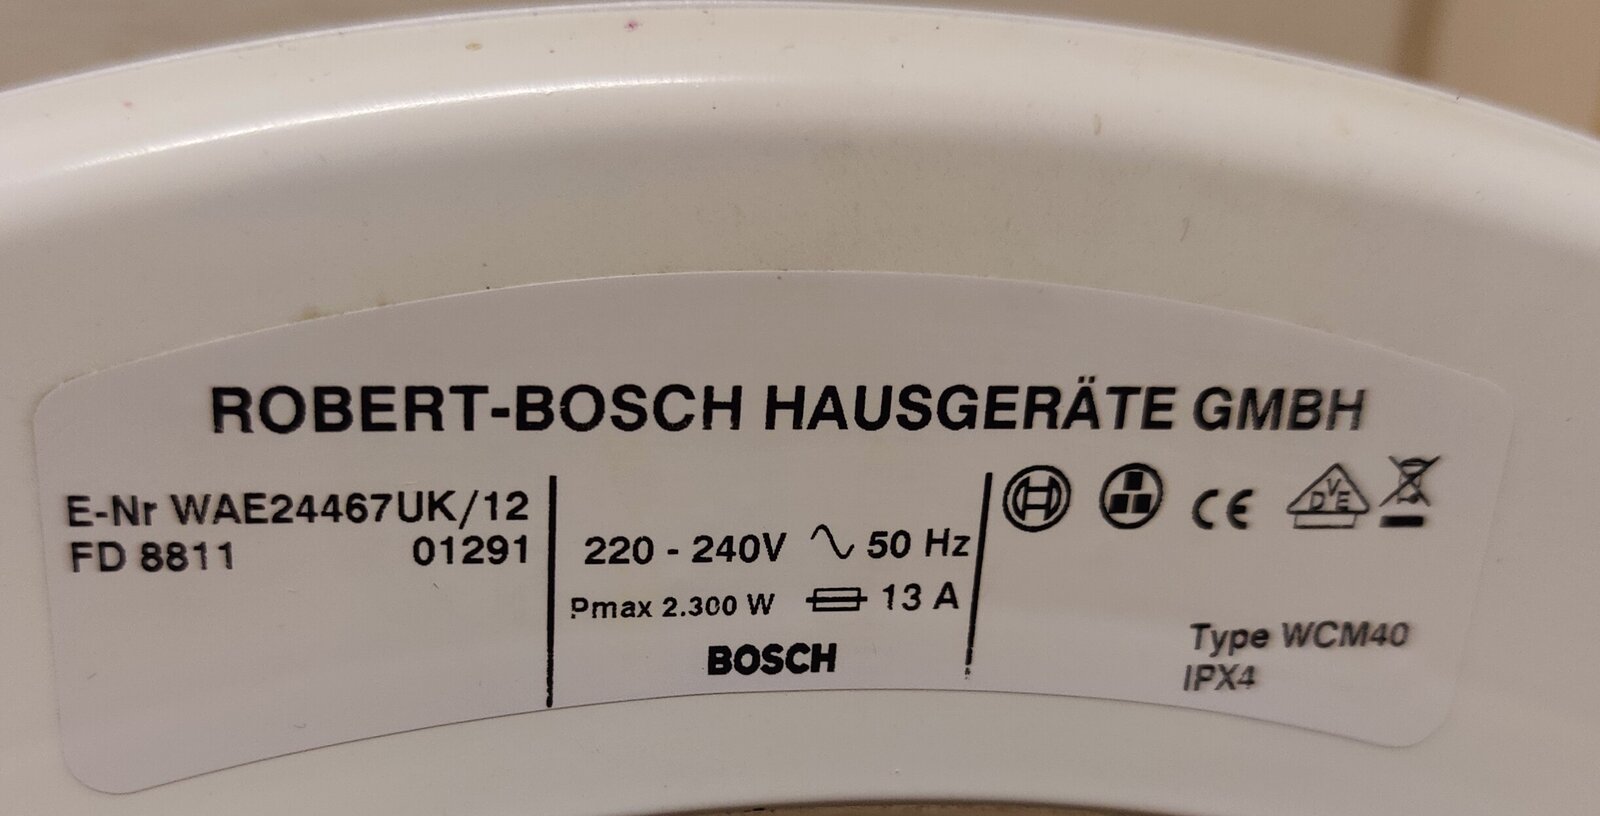 ROBERT-BOSCH HAUSGERÄTE GMBH
E-Nr WAE24467UK/12
FD 8811 01291
220 - 240V 50 Hz
Pmax 2.300 W 13 A
BOSCH
CE
DVE
Type WCM40
IPX4